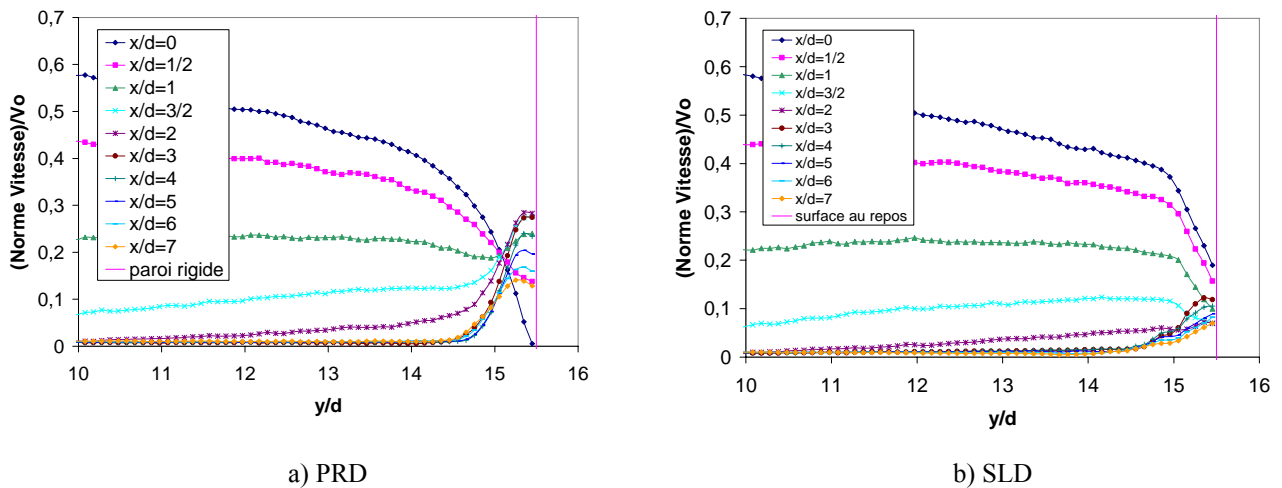 (Norme Vitesse)/Vo
0,7
0,6
0,5
0,4
0,3
0,2
0,1
0
x/d=0
x/d=1/2
x/d=1
x/d=3/2
x/d=2
x/d=3
x/d=4
x/d=5
x/d=6
x/d=7
paroi rigide
10 11 12 13 14 15 16
y/d
a) PRD
(Norme Vitesse)/Vo
0,7
0,6
0,5
0,4
0,3
0,2
0,1
0
x/d=0
x/d=1/2
x/d=1
x/d=3/2
x/d=2
x/d=3
x/d=4
x/d=5
x/d=6
x/d=7
surface au repos
10 11 12 13 14 15 16
y/d
b) SLD